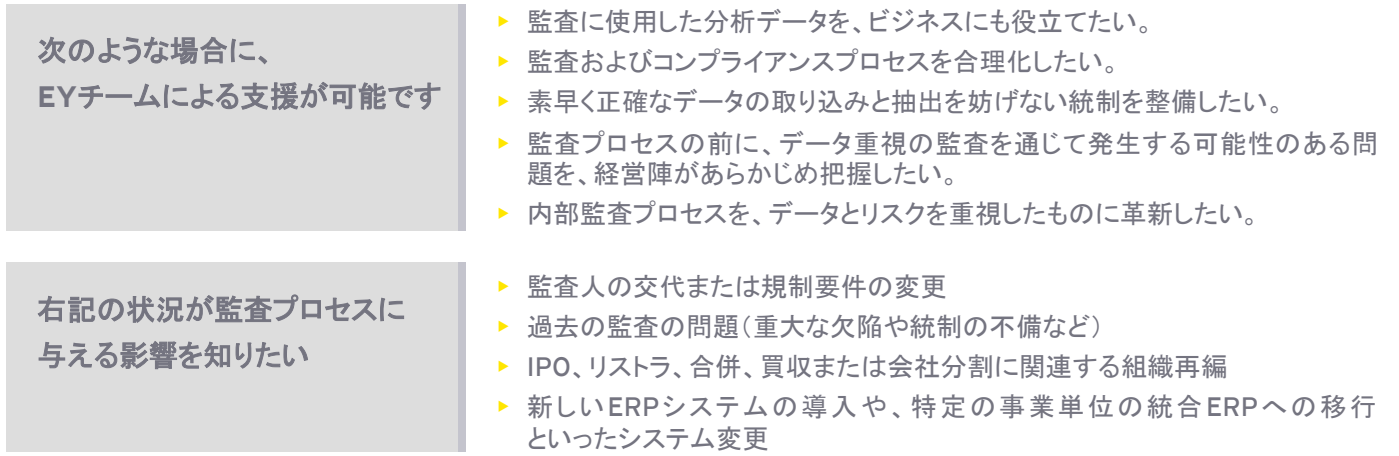 次のような場合に、
EYチームによる支援が可能です
▶ 監査に使用した分析データを、ビジネスにも役立てたい。
▶ 監査およびコンプライアンスプロセスを合理化したい。
▶ 素早く正確なデータの取り込みと抽出を妨げない統制を整備したい。
▶ 監査プロセスの前に、データ重視の監査を通じて発生する可能性のある問
題を、経営陣があらかじめ把握したい。
▶ 内部監査プロセスを、データとリスクを重視したものに革新したい。
右記の状況が監査プロセスに
与える影響を知りたい
▶ 監査人の交代または規制要件の変更
▶ 過去の監査の問題（重大な欠陥や統制の不備など）
▶ IPO、リストラ、合併、買収または会社分割に関連する組織再編
▶ 新しいERPシステムの導入や、特定の事業単位の統合ERPへの移行
といったシステム変更